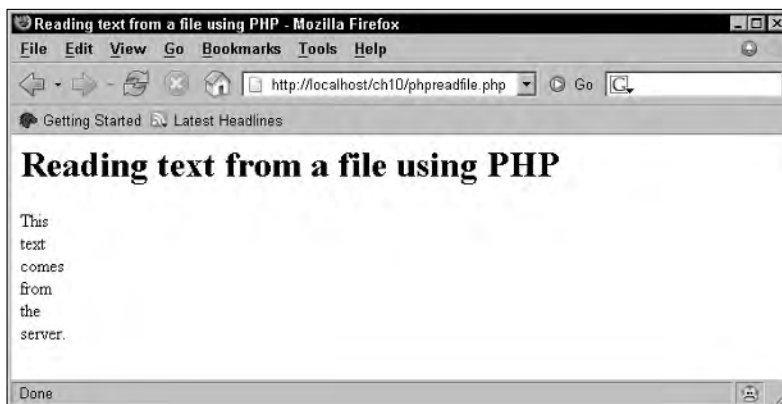 Reading text from a file using PHP - Mozilla Firefox
File Edit View Go Bookmarks Tools Help
http://localhost/ch10/phpreadfile.php Go G
Getting Started Latest Headlines
Reading text from a file using PHP
This
text
comes
from
the
server.
Done